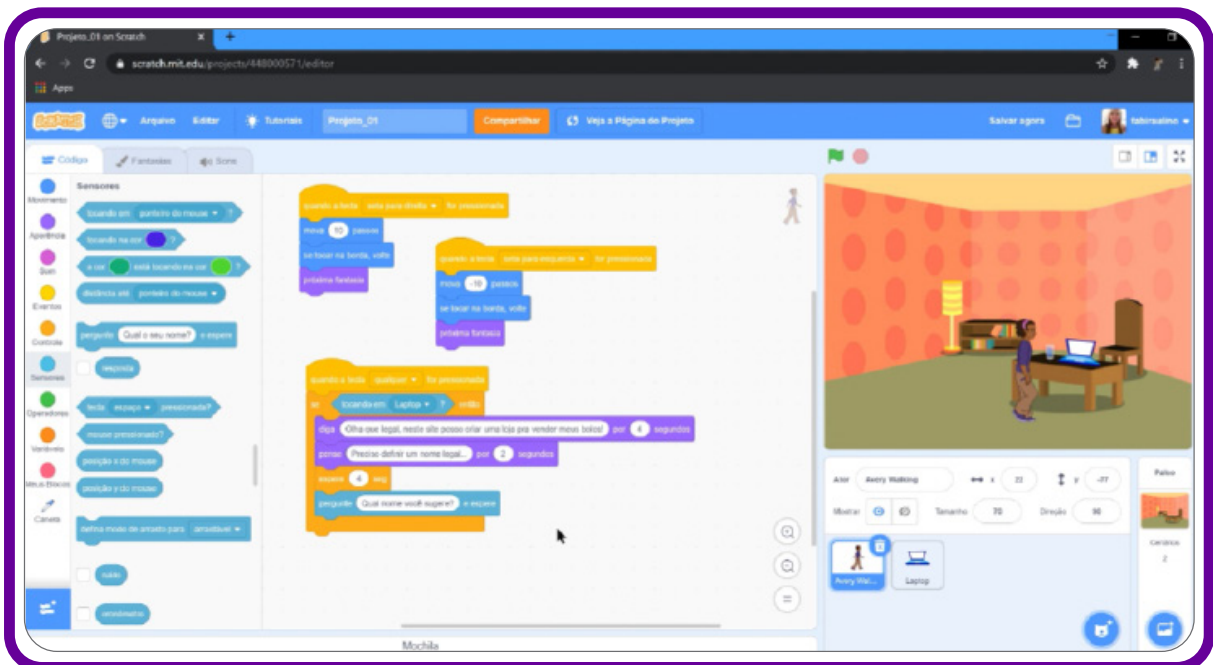 Projeto_01 on Scratch
scratch.mit.edu/projects/448000571/editor
Apps
SCRATCH
Arquivo
Editar
Tutoriais
Projeto_01
Compartilhar
Veja a Página do Projeto
Salvar agora
Código
Fantasias
Sons
Movimento
Aparência
Som
Eventos
Controle
Sensores
Operadores
Variáveis
Meus Blocos
Caneta
Sensores
tocando em ponteiro do mouse ?
tocando na cor ?
a cor está tocando na cor ?
distância até ponteiro do mouse
pergunte Qual o seu nome? e espere
resposta
tecla espaço pressionada?
mouse pressionado?
posição x do mouse
posição y do mouse
defina modo de arrasto para arrastável
ruído
cronômetro
quando a tecla seta para direita for pressionada
mova 10 passos
se tocar na borda, volte
próxima fantasia
quando a tecla seta para esquerda for pressionada
mova -10 passos
se tocar na borda, volte
próxima fantasia
quando a tecla qualquer for pressionada
se tocando em Laptop ? então
diga Olha que legal, neste site posso criar uma loja pra vender meus bolos! por 4 segundos
pense Preciso definir um nome legal... por 2 segundos
espere 4 seg
pergunte Qual nome você sugere? e espere
Mochila
Ator Avery Walking x 22 y -77
Mostrar Tamanho 70 Direção 90
Avery Wal...
Laptop
Palco
Cenários
2